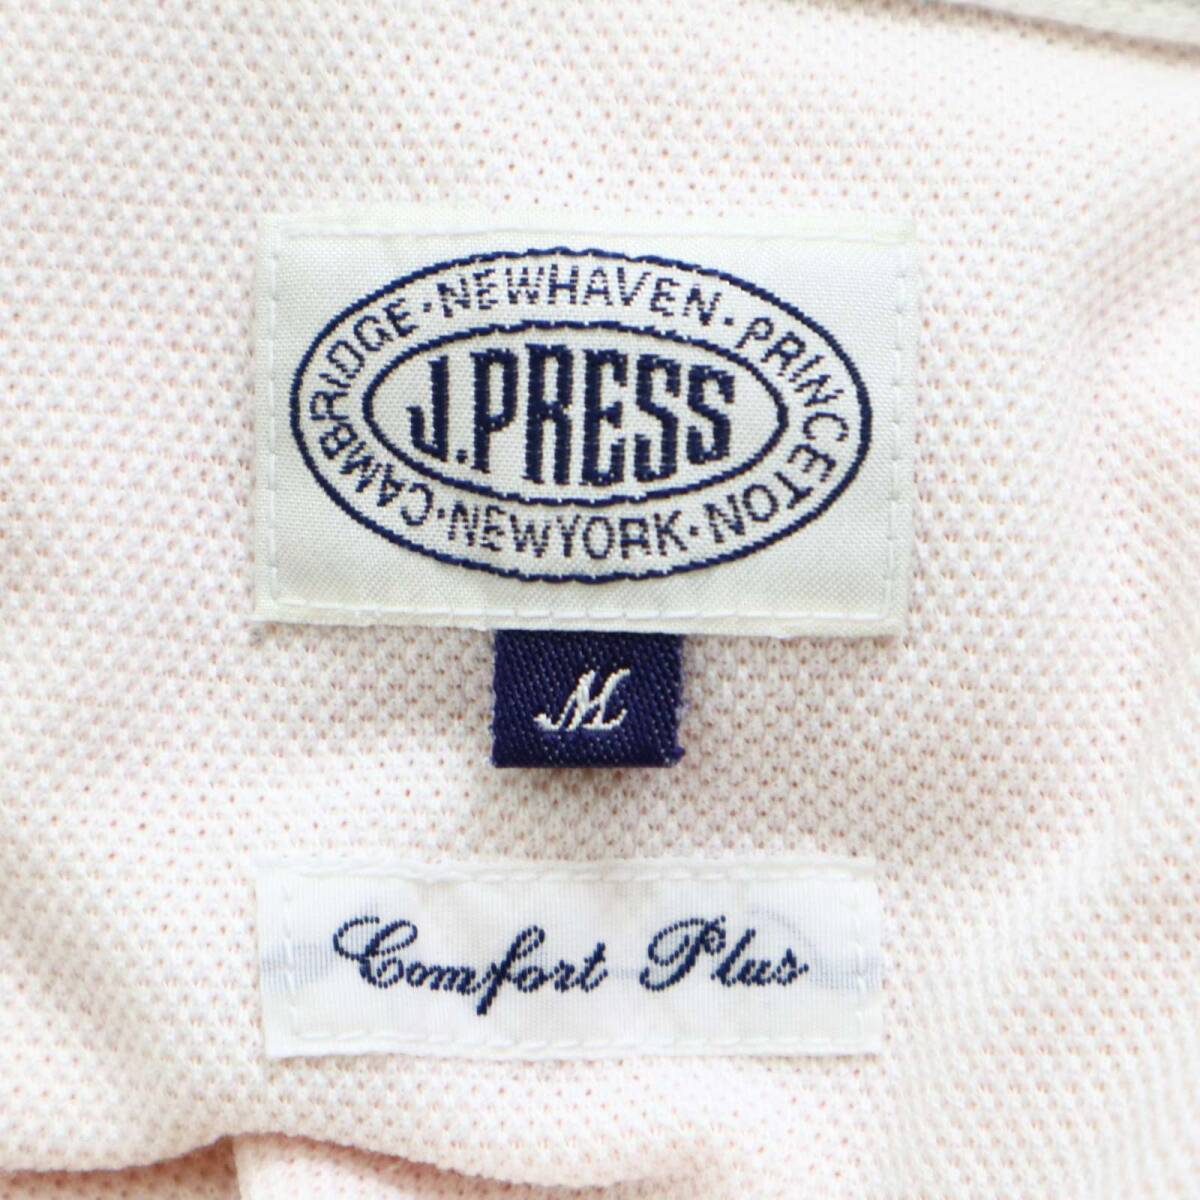 CAMBRIDGE·NEWHAVEN·PRINCETON·NEWYORK·
J.PRESS
M
Comfort Plus